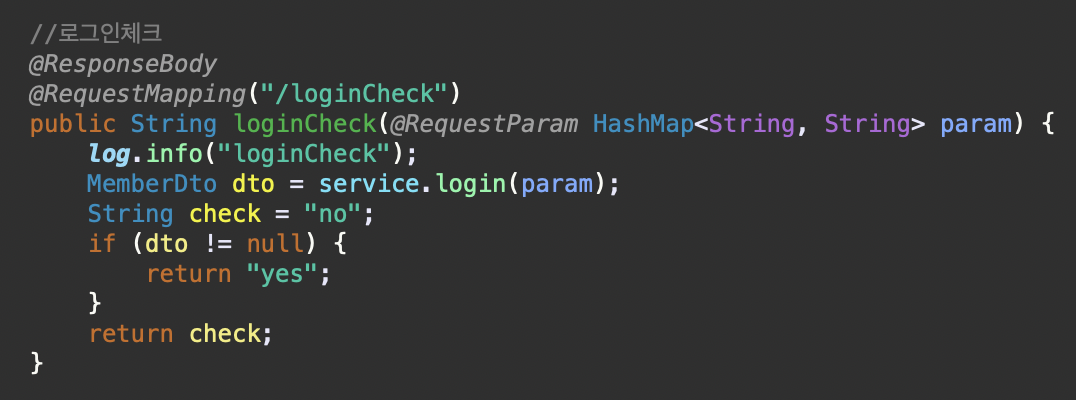 //로그인체크
@ResponseBody
@RequestMapping("/loginCheck")
public String loginCheck(@RequestParam HashMap<String, String> param) {
    log.info("loginCheck");
    MemberDto dto = service.login(param);
    String check = "no";
    if (dto != null) {
        return "yes";
    }
    return check;
}